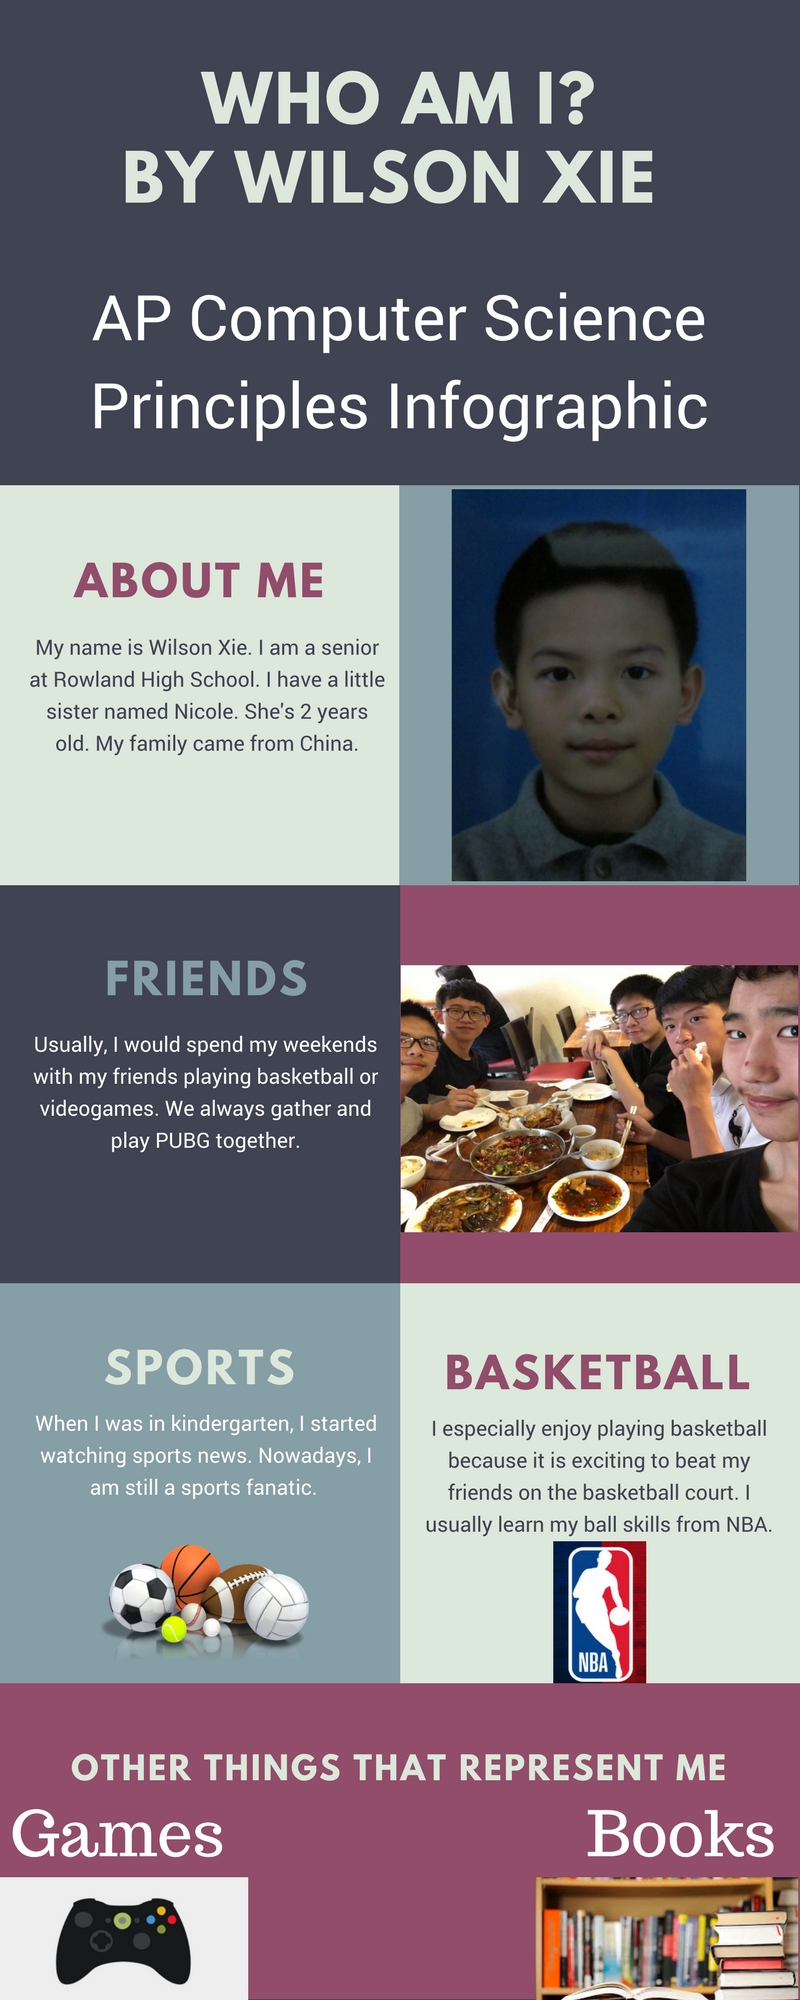 WHO AM I?
BY WILSON XIE
AP Computer Science
Principles Infographic
ABOUT ME
My name is Wilson Xie. I am a senior
at Rowland High School. I have a little
sister named Nicole. She's 2 years
old. My family came from China.
FRIENDS
Usually, I would spend my weekends
with my friends playing basketball or
videogames. We always gather and
play PUBG together.
SPORTS
When I was in kindergarten, I started
watching sports news. Nowadays, I
am still a sports fanatic.
BASKETBALL
I especially enjoy playing basketball
because it is exciting to beat my
friends on the basketball court. I
usually learn my ball skills from NBA.
NBA
OTHER THINGS THAT REPRESENT ME
Games
Books